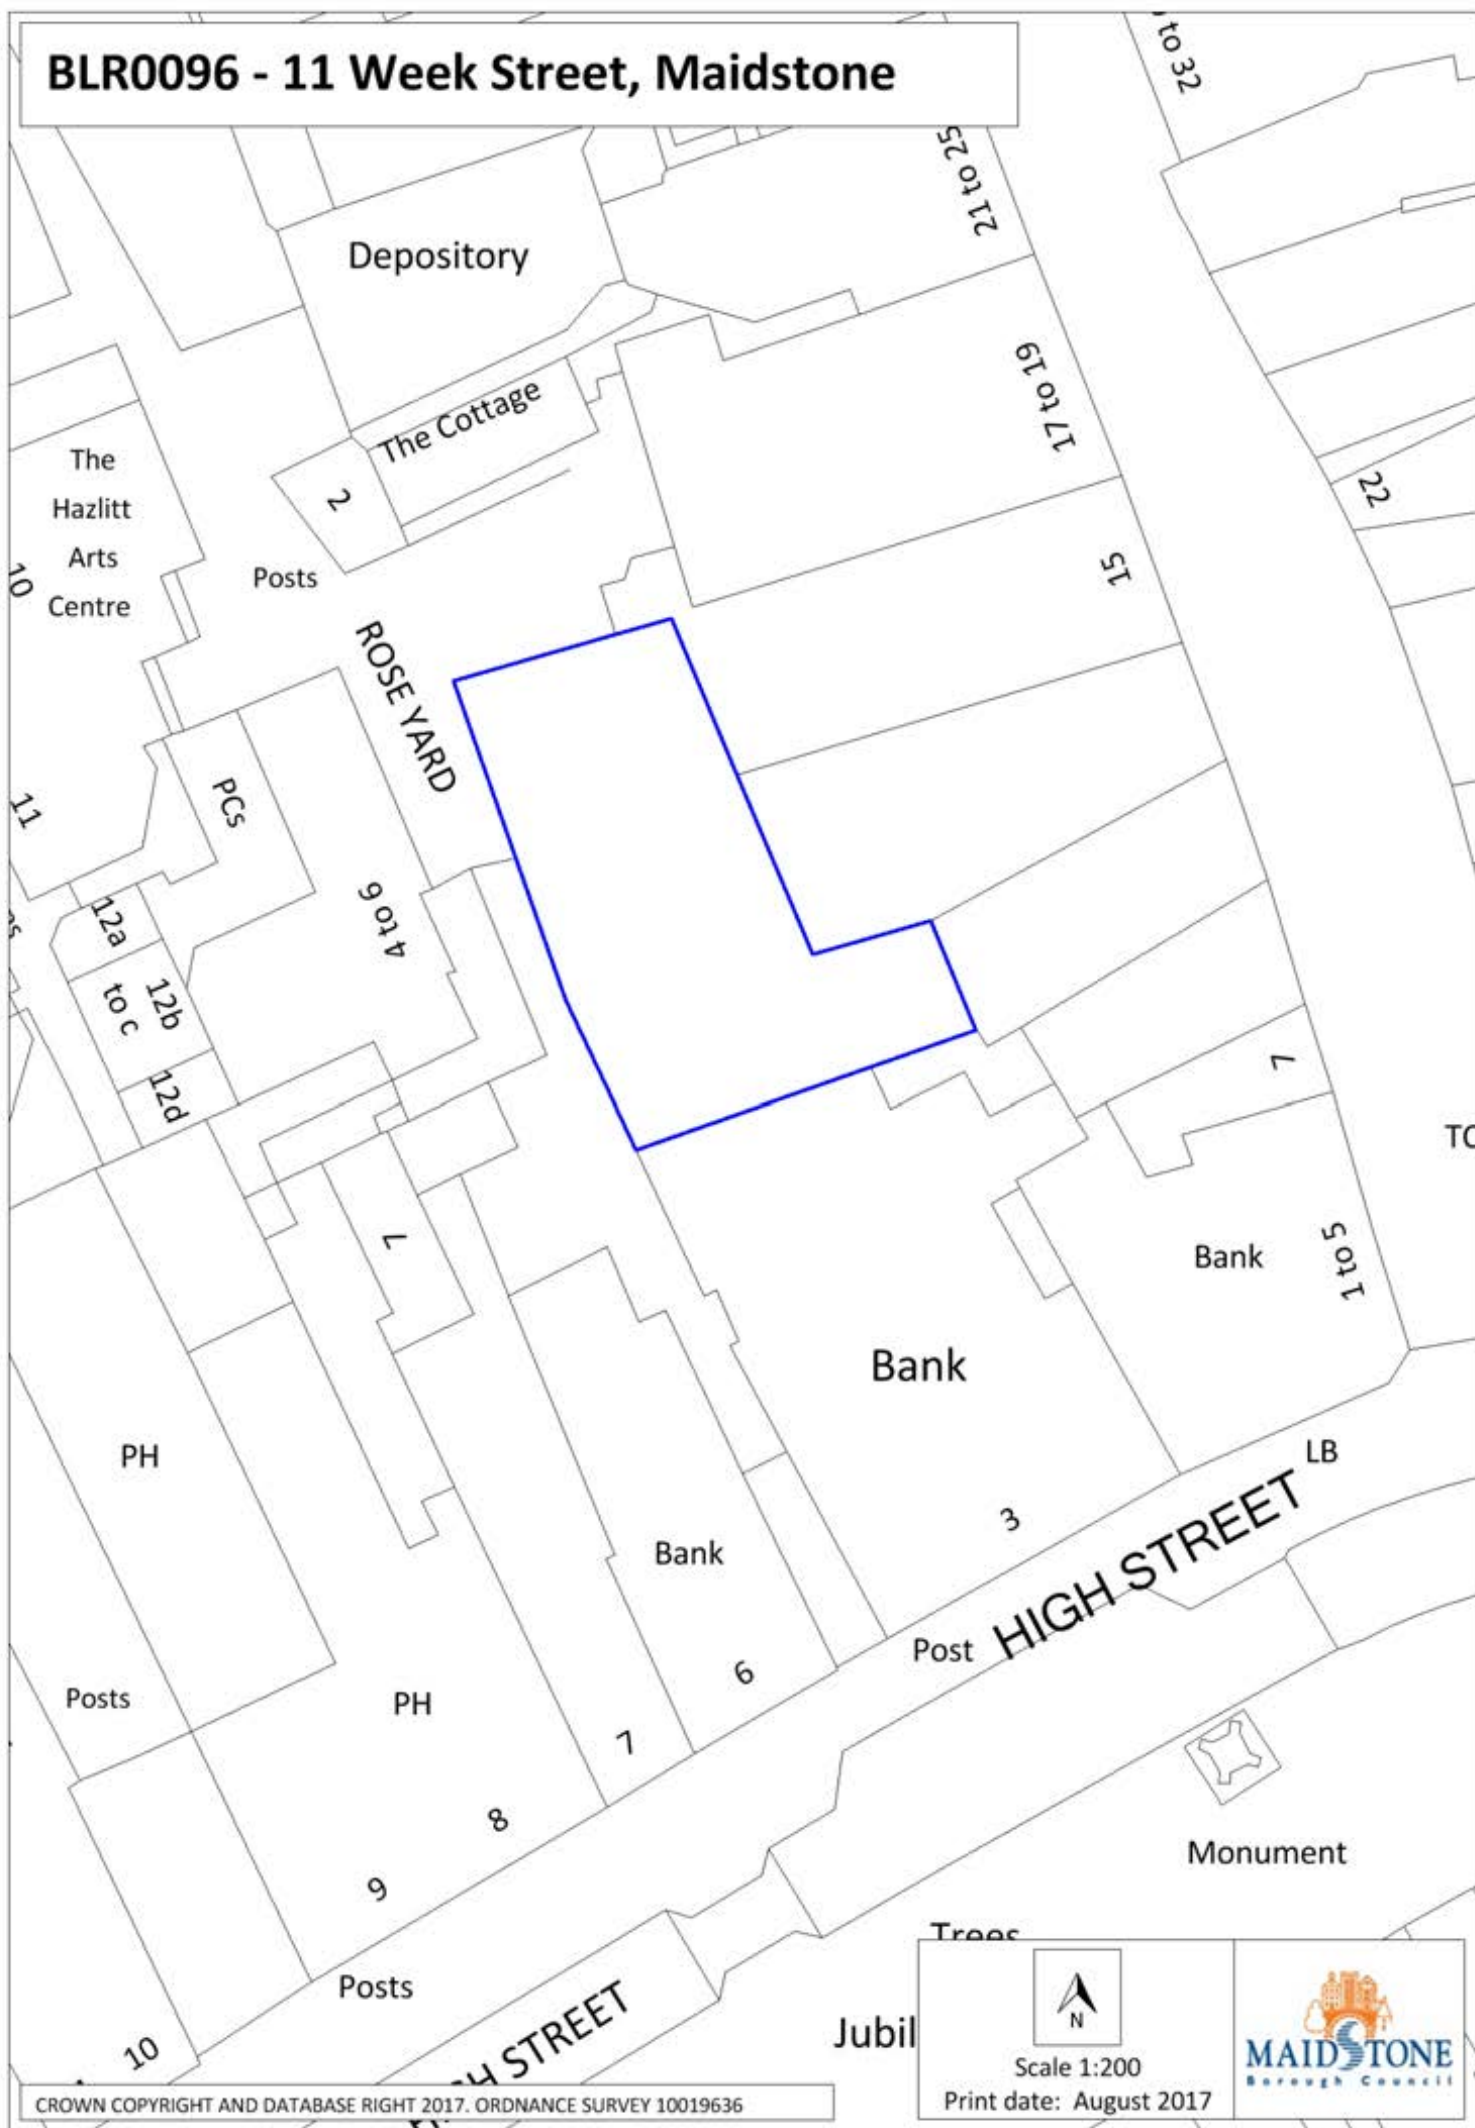 BLR0096 - 11 Week Street, Maidstone
to 32
21 to 25
Depository
17 to 19
The Cottage
The
Hazlitt
Arts
Centre
10
2
22
Posts
15
ROSE YARD
PCs
11
4 to 6
12a
12b
to c
12d
7
TO
7
1 to 5
Bank
Bank
PH
LB
3
HIGH STREET
Bank
Post
6
Posts
PH
7
8
9
Monument
Trees
Posts
Jubil
HIGH STREET
10
N
Scale 1:200
Print date: August 2017
MAIDSTONE
Borough Council
CROWN COPYRIGHT AND DATABASE RIGHT 2017. ORDNANCE SURVEY 10019636